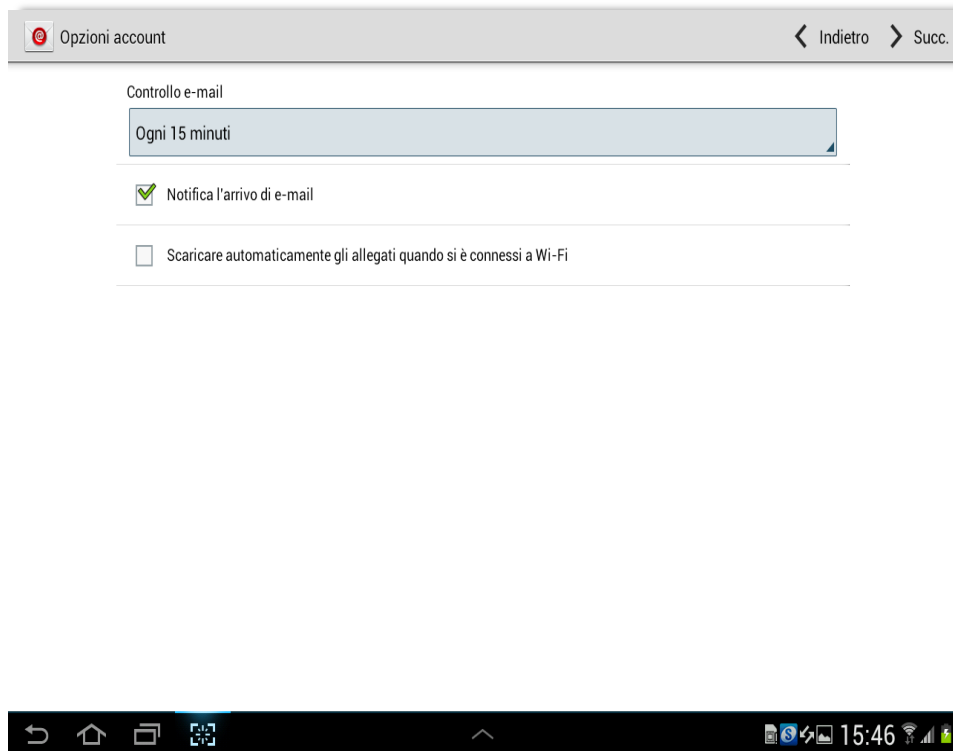 Opzioni account
Indietro
Succ.
Controllo e-mail
Ogni 15 minuti
Notifica l'arrivo di e-mail
Scaricare automaticamente gli allegati quando si è connessi a Wi-Fi
15:46